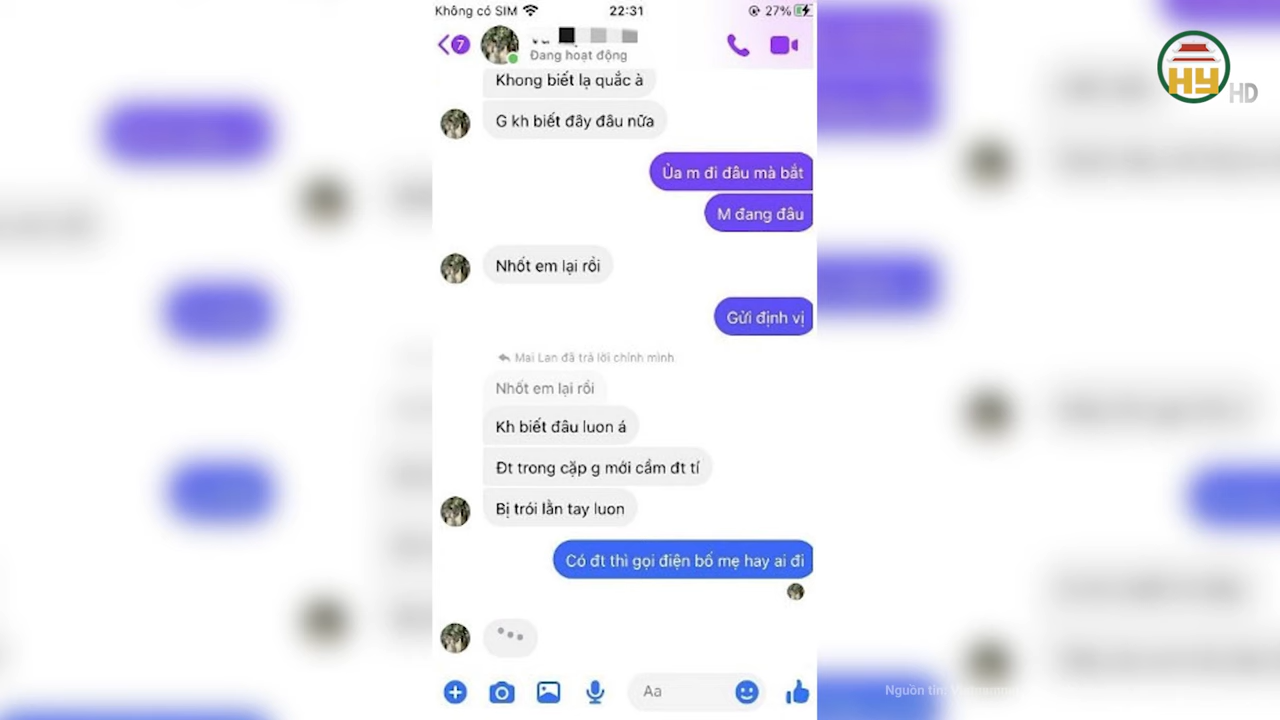 Không có SIM 22:31 27%
7
Đang hoạt động
Khong biết lạ quắc à
G kh biết đây đâu nữa
Ủa m đi đâu mà bắt
M đang đâu
Nhốt em lại rồi
Gửi định vị
Mai Lan đã trả lời chính mình
Nhốt em lại rồi
Kh biết đâu luon á
Đt trong cặp g mới cầm đt tí
Bị trói lằn tay luon
Có đt thì gọi điện bố mẹ hay ai đi
Aa
HY HD
Nguồn tin: